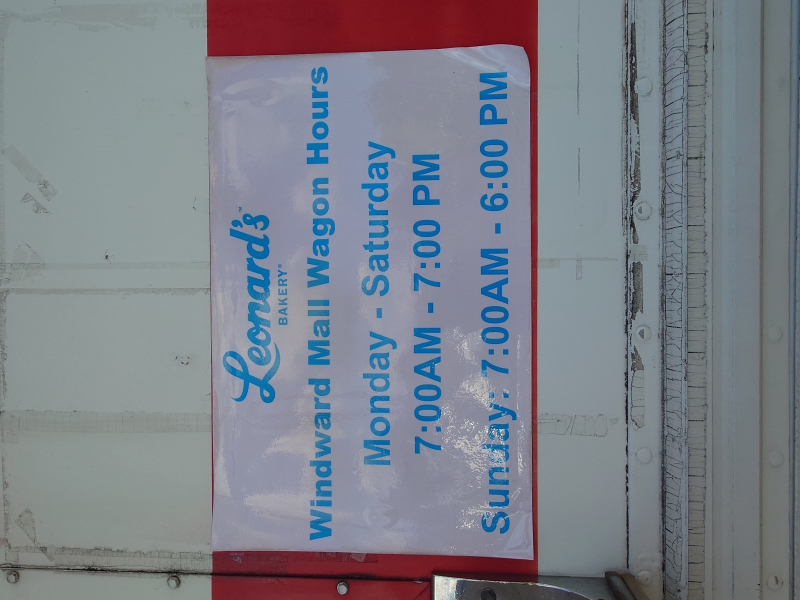 Leonard's™
BAKERY®
Windward Mall Wagon Hours
Monday - Saturday
7:00AM - 7:00 PM
Sunday: 7:00AM - 6:00 PM